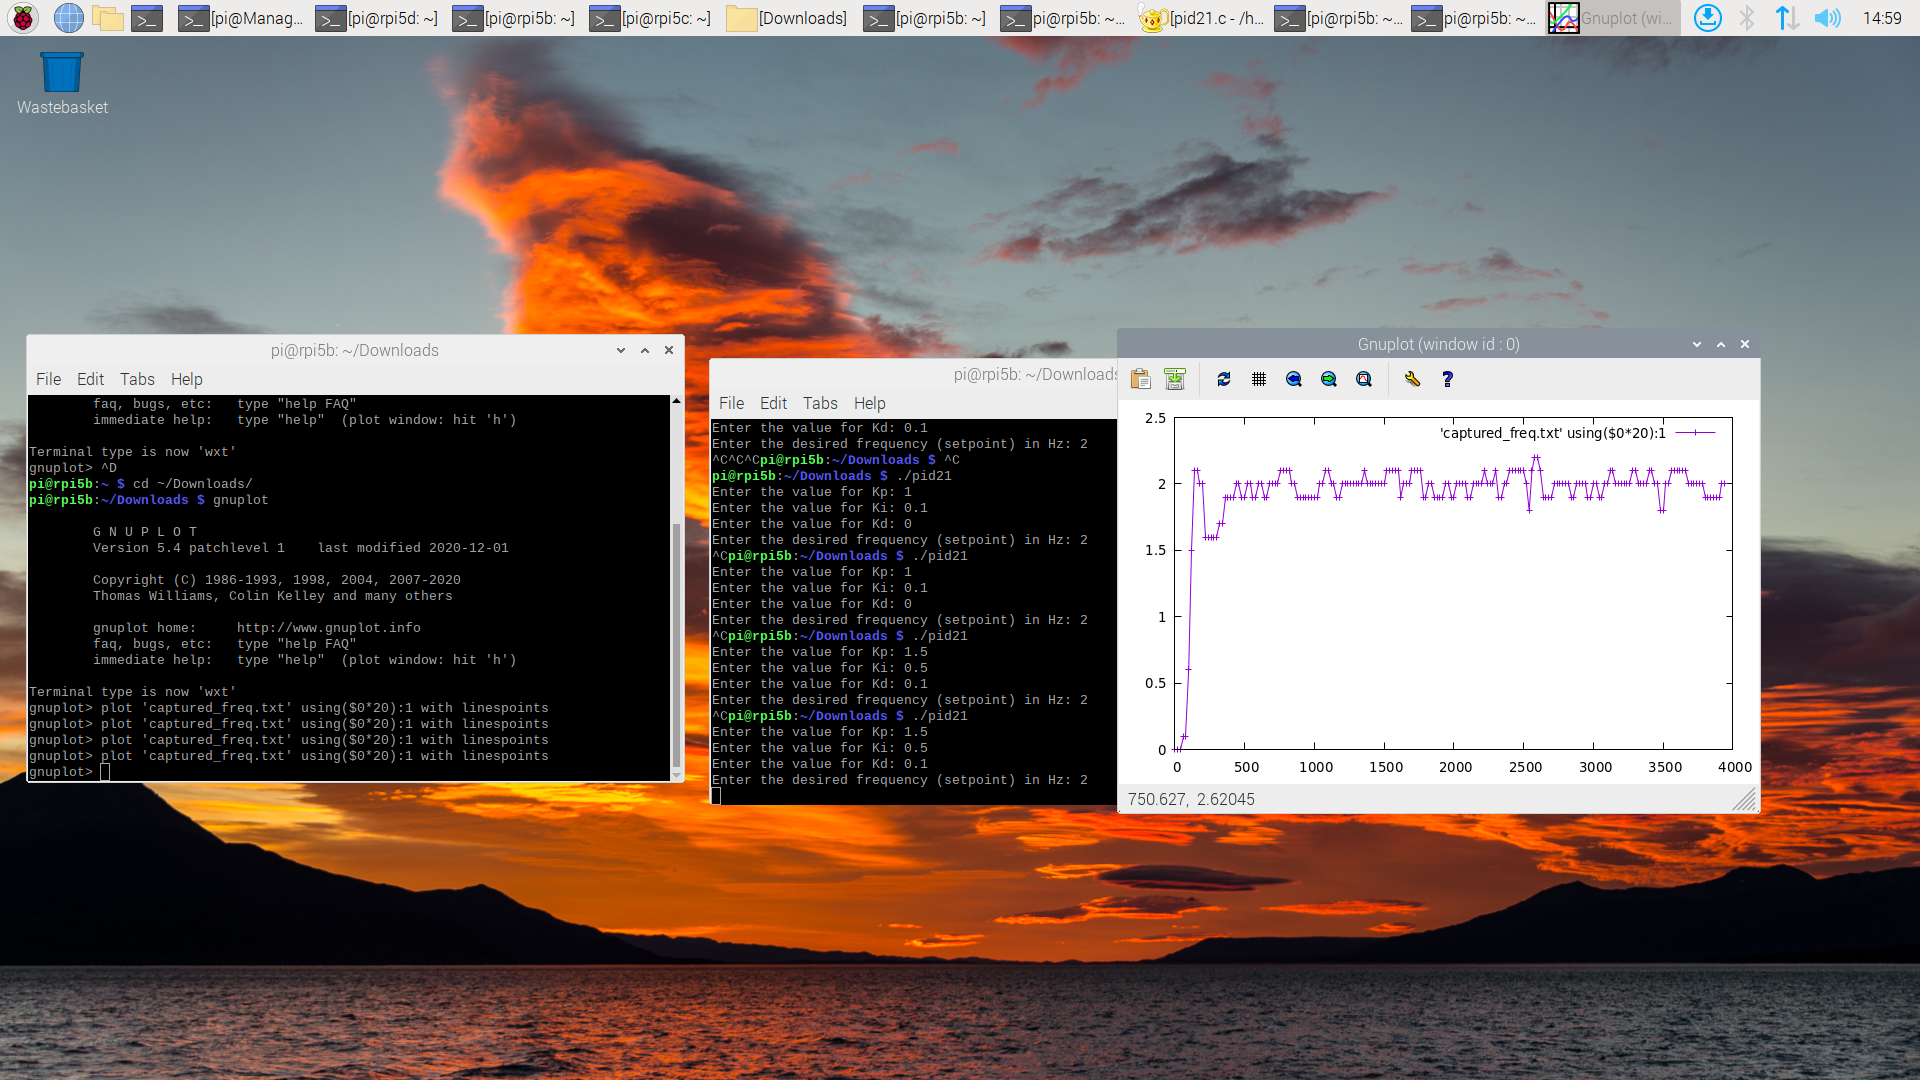 [pi@Manag...
[pi@rpi5d: ~]
[pi@rpi5b: ~]
[pi@rpi5c: ~]
[Downloads]
[pi@rpi5b: ~]
pi@rpi5b: ~...
[pid21.c - /h...
[pi@rpi5b: ~...
pi@rpi5b: ~...
Gnuplot (wi...
14:59
Wastebasket
pi@rpi5b: ~/Downloads
File Edit Tabs Help
faq, bugs, etc: type "help FAQ"
immediate help: type "help" (plot window: hit 'h')
Terminal type is now 'wxt'
gnuplot> ^D
pi@rpi5b:~ $ cd ~/Downloads/
pi@rpi5b:~/Downloads $ gnuplot
G N U P L O T
Version 5.4 patchlevel 1 last modified 2020-12-01
Copyright (C) 1986-1993, 1998, 2004, 2007-2020
Thomas Williams, Colin Kelley and many others
gnuplot home: http://www.gnuplot.info
faq, bugs, etc: type "help FAQ"
immediate help: type "help" (plot window: hit 'h')
Terminal type is now 'wxt'
gnuplot> plot 'captured_freq.txt' using($0*20):1 with linespoints
gnuplot> plot 'captured_freq.txt' using($0*20):1 with linespoints
gnuplot> plot 'captured_freq.txt' using($0*20):1 with linespoints
gnuplot> plot 'captured_freq.txt' using($0*20):1 with linespoints
gnuplot>
pi@rpi5b: ~/Downloads
File Edit Tabs Help
Enter the value for Kd: 0.1
Enter the desired frequency (setpoint) in Hz: 2
^C^C^Cpi@rpi5b:~/Downloads $ ^C
pi@rpi5b:~/Downloads $ ./pid21
Enter the value for Kp: 1
Enter the value for Ki: 0.1
Enter the value for Kd: 0
Enter the desired frequency (setpoint) in Hz: 2
^Cpi@rpi5b:~/Downloads $ ./pid21
Enter the value for Kp: 1
Enter the value for Ki: 0.1
Enter the value for Kd: 0
Enter the desired frequency (setpoint) in Hz: 2
^Cpi@rpi5b:~/Downloads $ ./pid21
Enter the value for Kp: 1.5
Enter the value for Ki: 0.5
Enter the value for Kd: 0.1
Enter the desired frequency (setpoint) in Hz: 2
^Cpi@rpi5b:~/Downloads $ ./pid21
Enter the value for Kp: 1.5
Enter the value for Ki: 0.5
Enter the value for Kd: 0.1
Enter the desired frequency (setpoint) in Hz: 2
Gnuplot (window id : 0)
'captured_freq.txt' using($0*20):1
2.5
2
1.5
1
0.5
0
0 500 1000 1500 2000 2500 3000 3500 4000
750.627, 2.62045